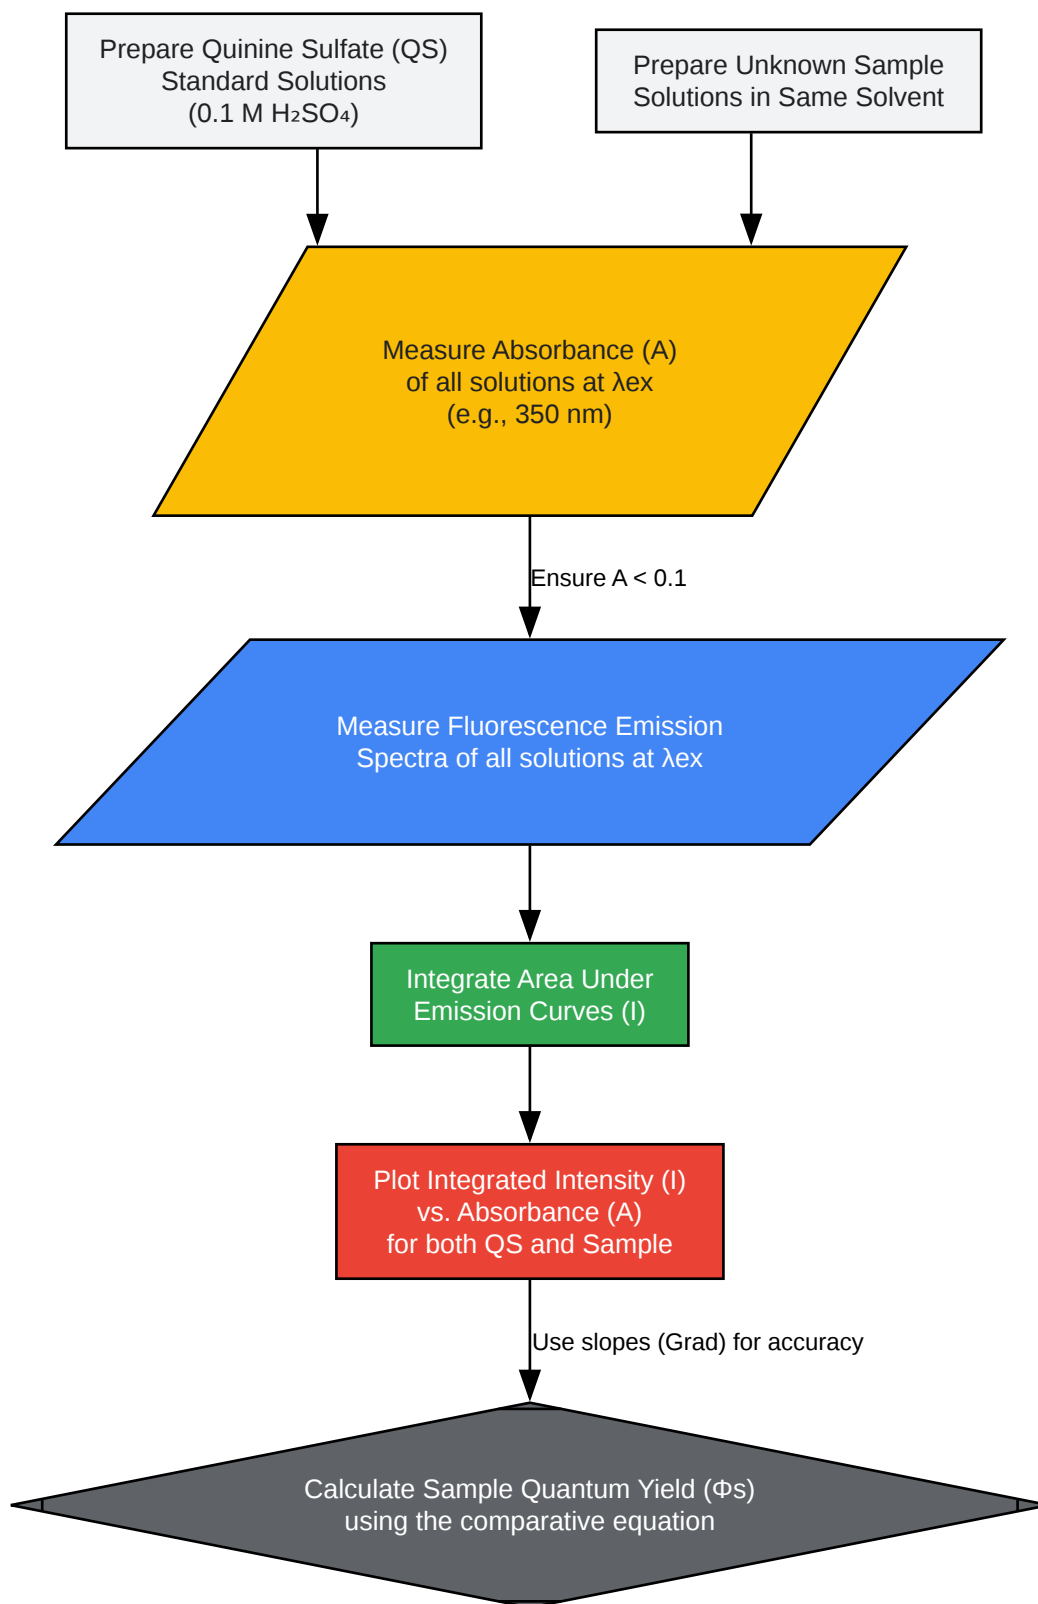 Prepare Quinine Sulfate (QS)
Standard Solutions
(0.1 M H₂SO₄)
Prepare Unknown Sample
Solutions in Same Solvent
Measure Absorbance (A)
of all solutions at λex
(e.g., 350 nm)
Ensure A < 0.1
Measure Fluorescence Emission
Spectra of all solutions at λex
Integrate Area Under
Emission Curves (I)
Plot Integrated Intensity (I)
vs. Absorbance (A)
for both QS and Sample
Use slopes (Grad) for accuracy
Calculate Sample Quantum Yield (Φs)
using the comparative equation